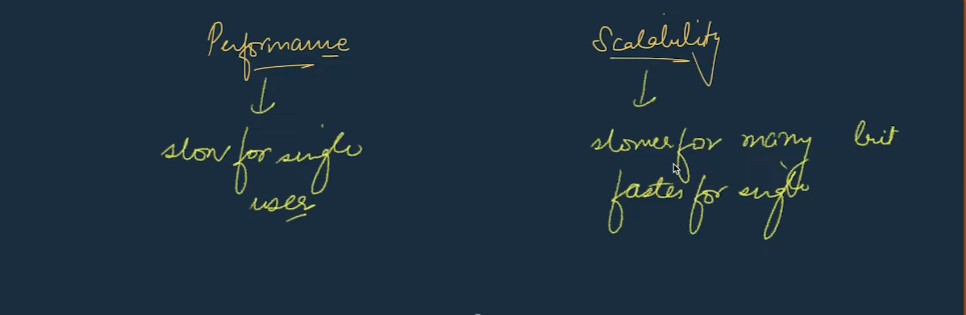 Performance
slow for single
user
Scalability
slower for many but
faster for single